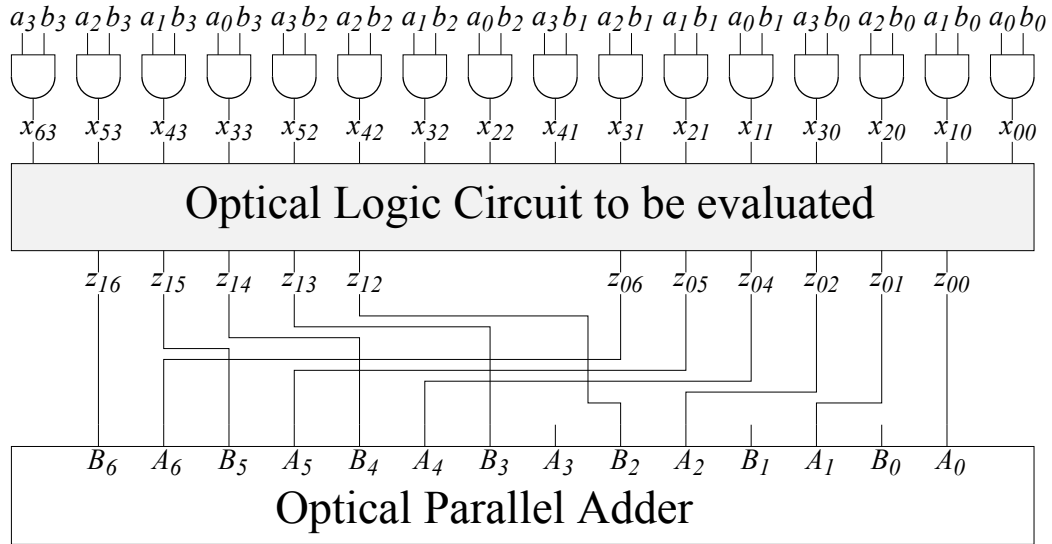 a3b3 a2b3 a1b3 a0b3 a3b2 a2b2 a1b2 a0b2 a3b1 a2b1 a1b1 a0b1 a3b0 a2b0 a1b0 a0b0
x63 x53 x43 x33 x52 x42 x32 x22 x41 x31 x21 x11 x30 x20 x10 x00
Optical Logic Circuit to be evaluated
z16 z15 z14 z13 z12 z06 z05 z04 z02 z01 z00
B6 A6 B5 A5 B4 A4 B3 A3 B2 A2 B1 A1 B0 A0
Optical Parallel Adder